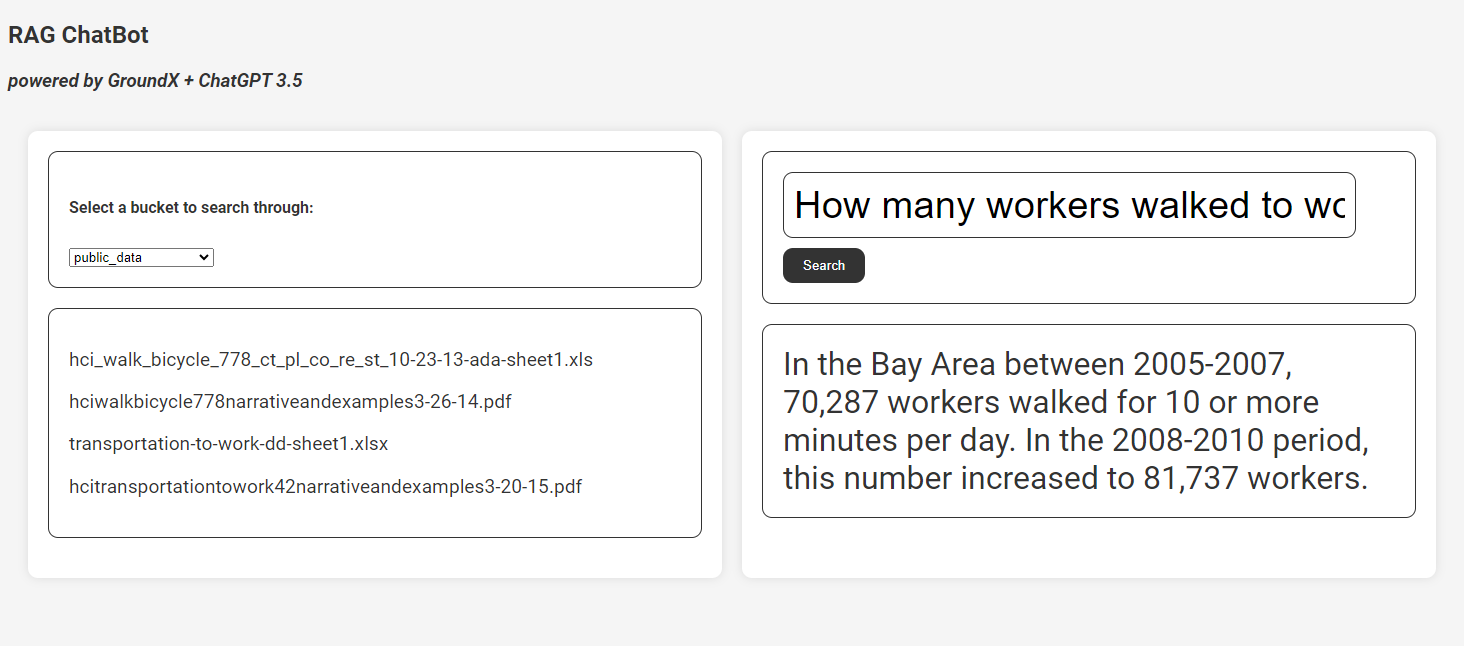 RAG ChatBot
powered by GroundX + ChatGPT 3.5
Select a bucket to search through:
public_data
hci_walk_bicycle_778_ct_pl_co_re_st_10-23-13-ada-sheet1.xls
hciwalkbicycle778narrativeandexamples3-26-14.pdf
transportation-to-work-dd-sheet1.xlsx
hcitransportationtowork42narrativeandexamples3-20-15.pdf
How many workers walked to
Search
In the Bay Area between 2005-2007,
70,287 workers walked for 10 or more
minutes per day. In the 2008-2010 period,
this number increased to 81,737 workers.